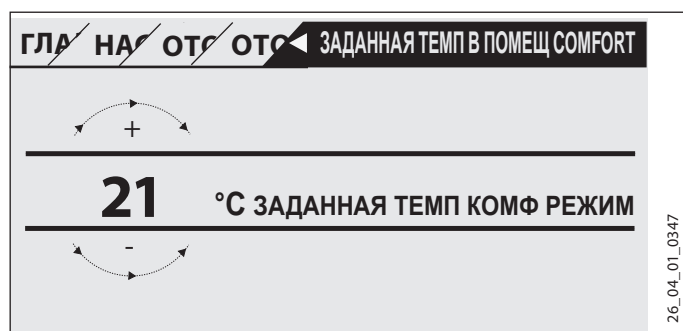 ГЛА НАС ОТО ОТО ЗАДАННАЯ ТЕМП В ПОМЕЩ COMFORT
+
21 °C ЗАДАННАЯ ТЕМП КОМФ РЕЖИМ
-
26_04_01_0347